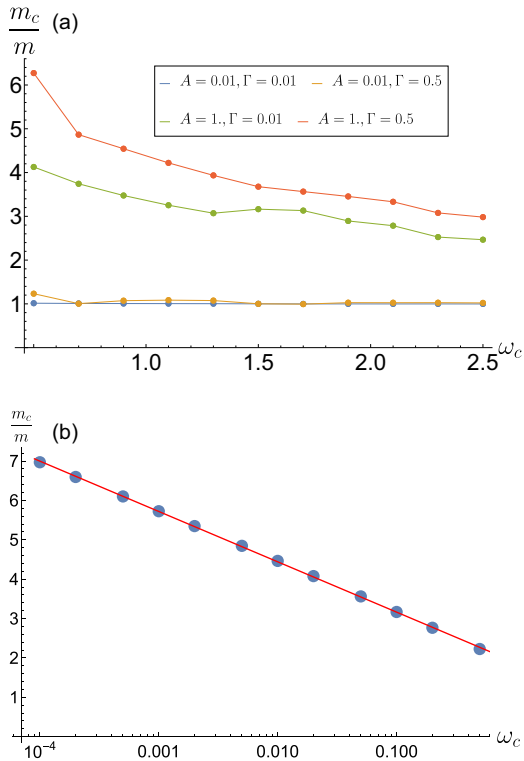 m_c/m (a)
— A = 0.01, Γ = 0.01 — A = 0.01, Γ = 0.5
— A = 1., Γ = 0.01 — A = 1., Γ = 0.5
6
5
4
3
2
1
1.0 1.5 2.0 2.5 ω_c
m_c/m (b)
7
6
5
4
3
2
1
10⁻⁴ 0.001 0.010 0.100 ω_c